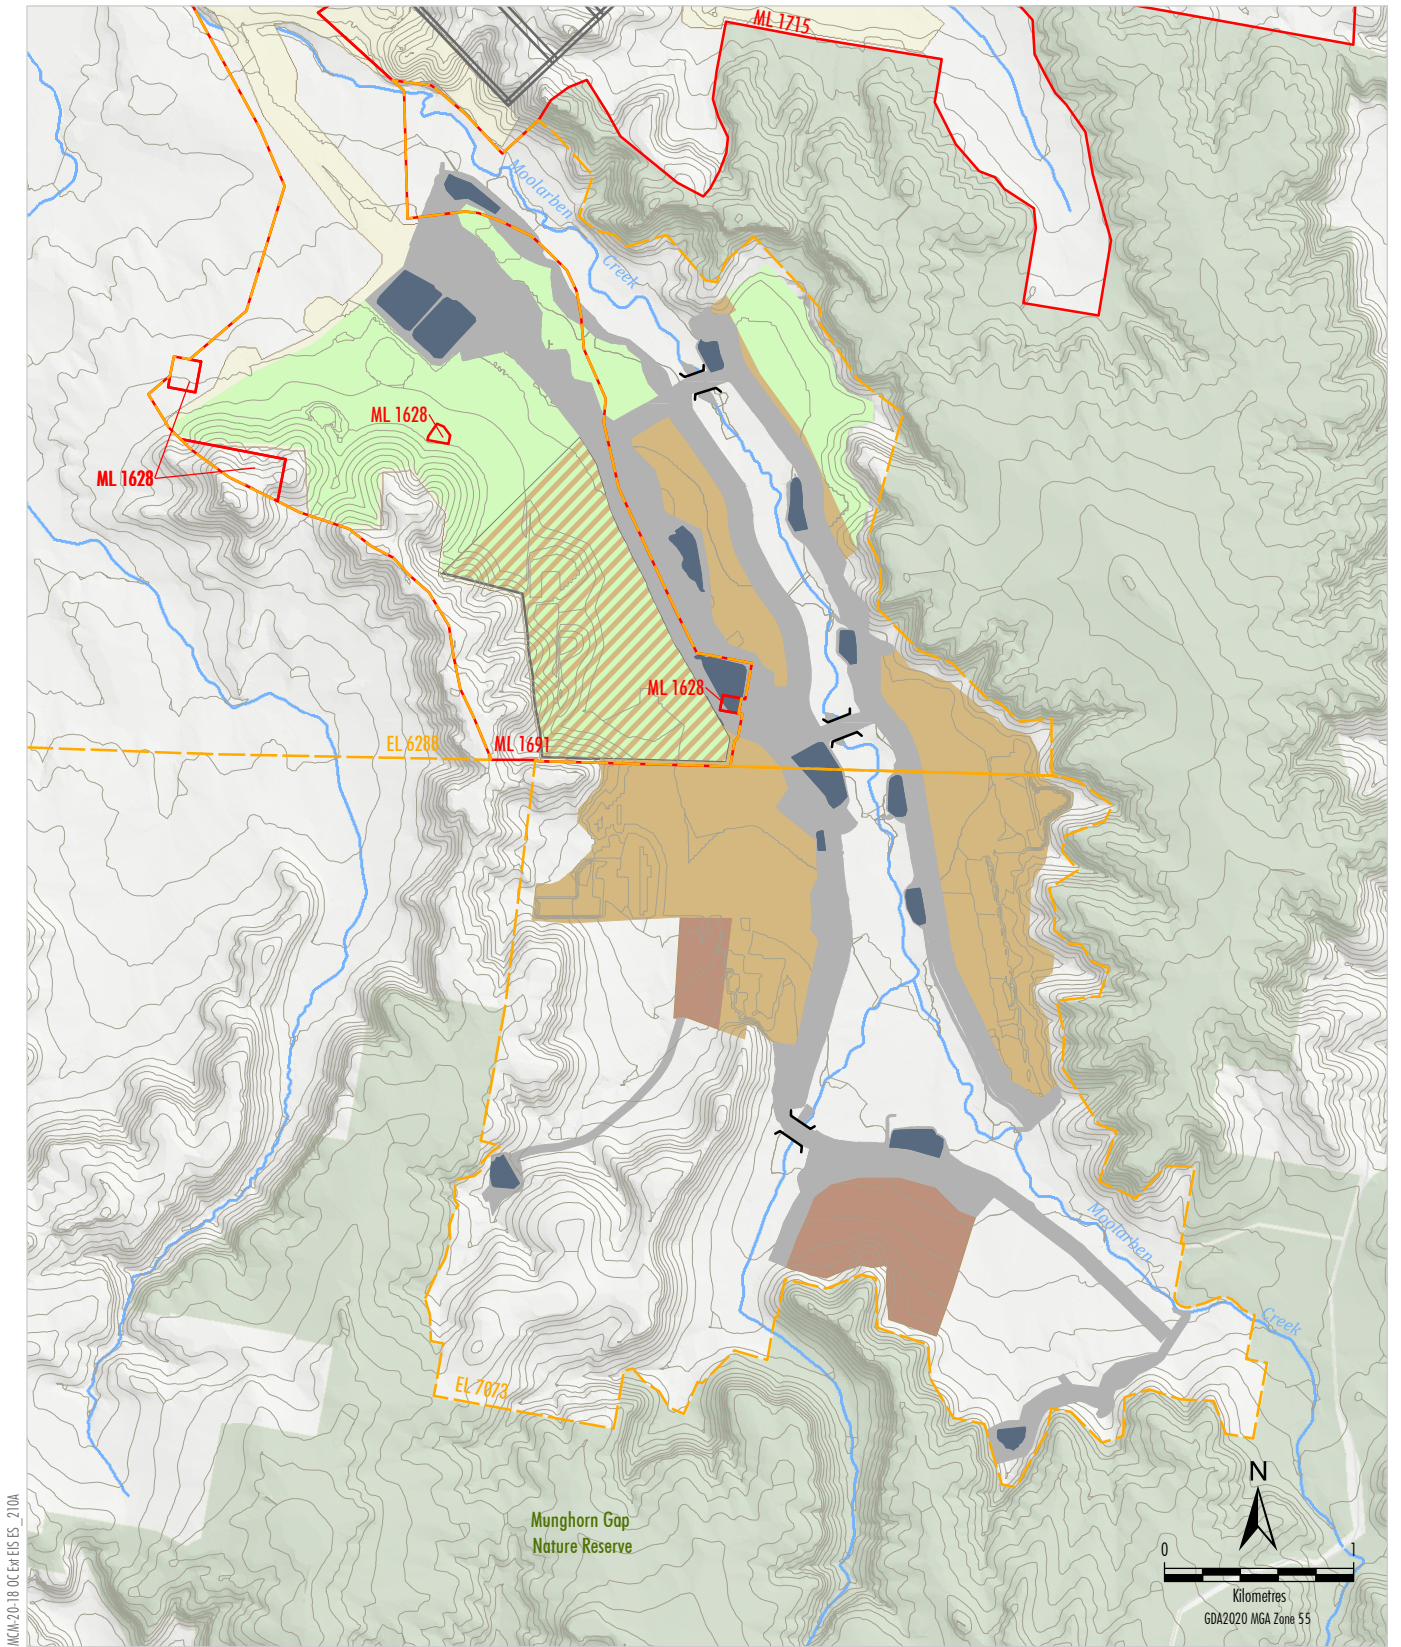 ML 1715
Moolarben
Creek
ML 1628
ML 1628
ML 1628
EL 6288
ML 1691
Moolarben
Creek
EL 7073
Munghorn Gap
Nature Reserve
N
0 1
Kilometres
GDA2020 MGA Zone 55
MCM-20-18 OC Ext EIS ES_210A